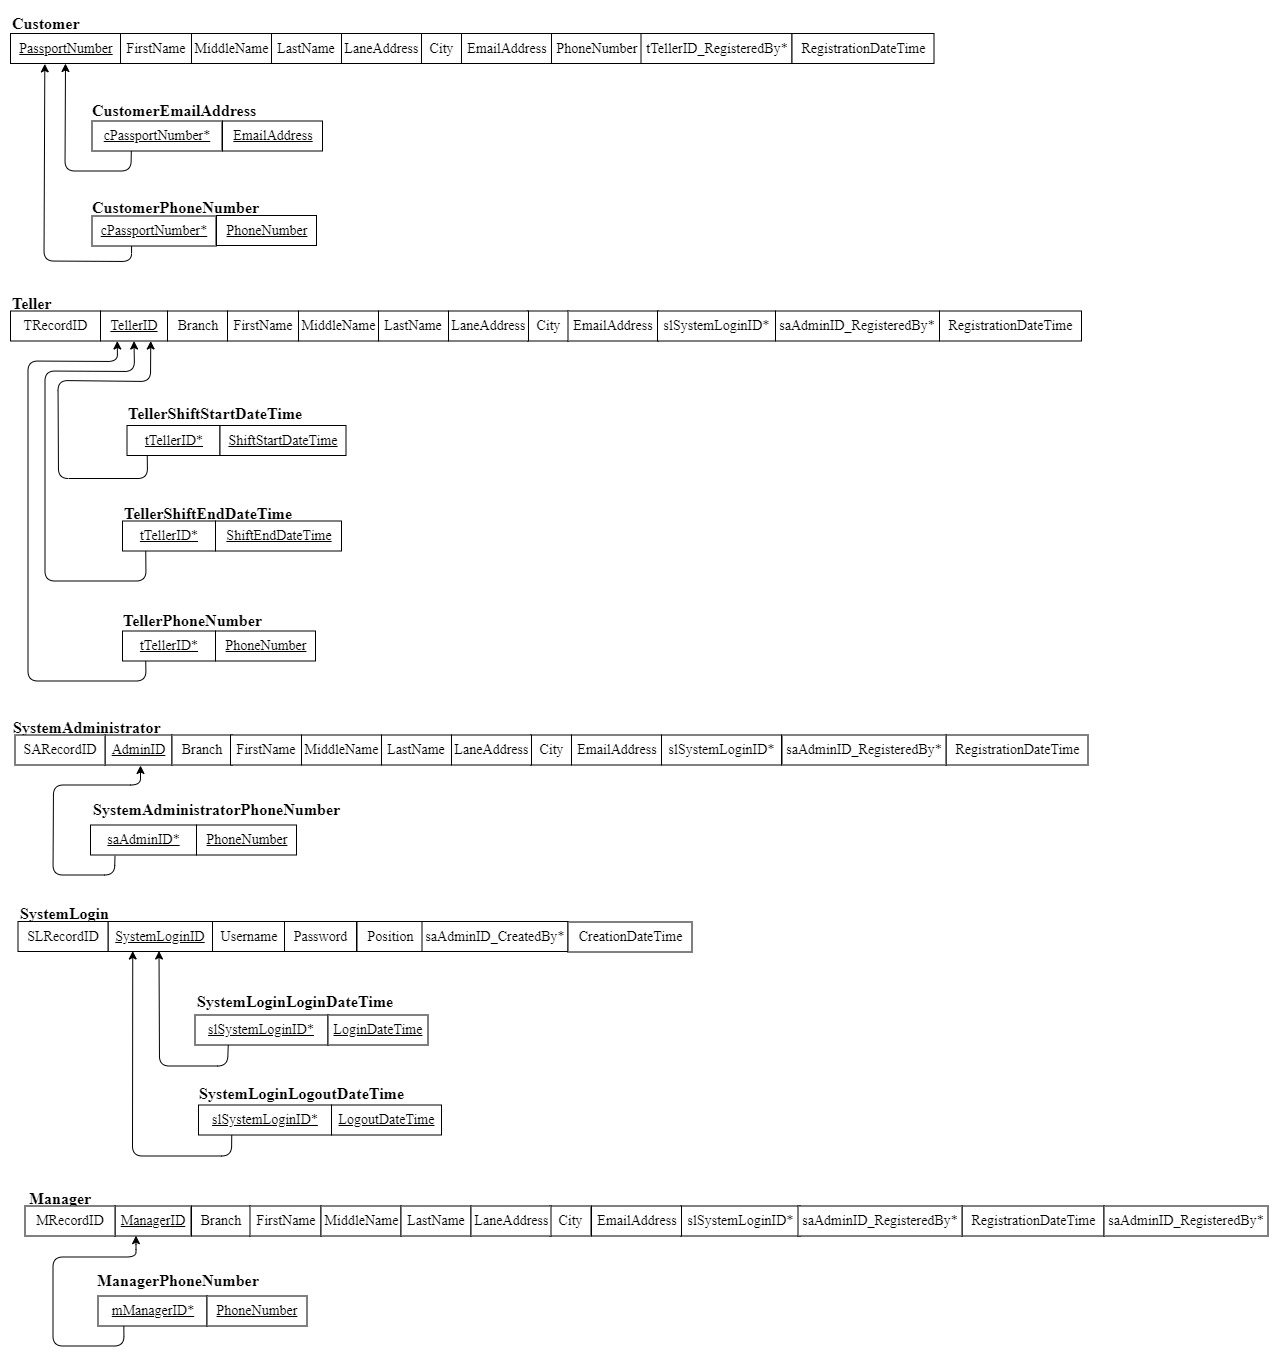 Customer
PassportNumber FirstName MiddleName LastName LaneAddress City EmailAddress PhoneNumber tTellerID_RegisteredBy* RegistrationDateTime
CustomerEmailAddress
cPassportNumber* EmailAddress
CustomerPhoneNumber
cPassportNumber* PhoneNumber
Teller
TRecordID TellerID Branch FirstName MiddleName LastName LaneAddress City EmailAddress slSystemLoginID* saAdminID_RegisteredBy* RegistrationDateTime
TellerShiftStartDateTime
tTellerID* ShiftStartDateTime
TellerShiftEndDateTime
tTellerID* ShiftEndDateTime
TellerPhoneNumber
tTellerID* PhoneNumber
SystemAdministrator
SARecordID AdminID Branch FirstName MiddleName LastName LaneAddress City EmailAddress slSystemLoginID* saAdminID_RegisteredBy* RegistrationDateTime
SystemAdministratorPhoneNumber
saAdminID* PhoneNumber
SystemLogin
SLRecordID SystemLoginID Username Password Position saAdminID_CreatedBy* CreationDateTime
SystemLoginLoginDateTime
slSystemLoginID* LoginDateTime
SystemLoginLogoutDateTime
slSystemLoginID* LogoutDateTime
Manager
MRecordID ManagerID Branch FirstName MiddleName LastName LaneAddress City EmailAddress slSystemLoginID* saAdminID_RegisteredBy* RegistrationDateTime saAdminID_RegisteredBy*
ManagerPhoneNumber
mManagerID* PhoneNumber